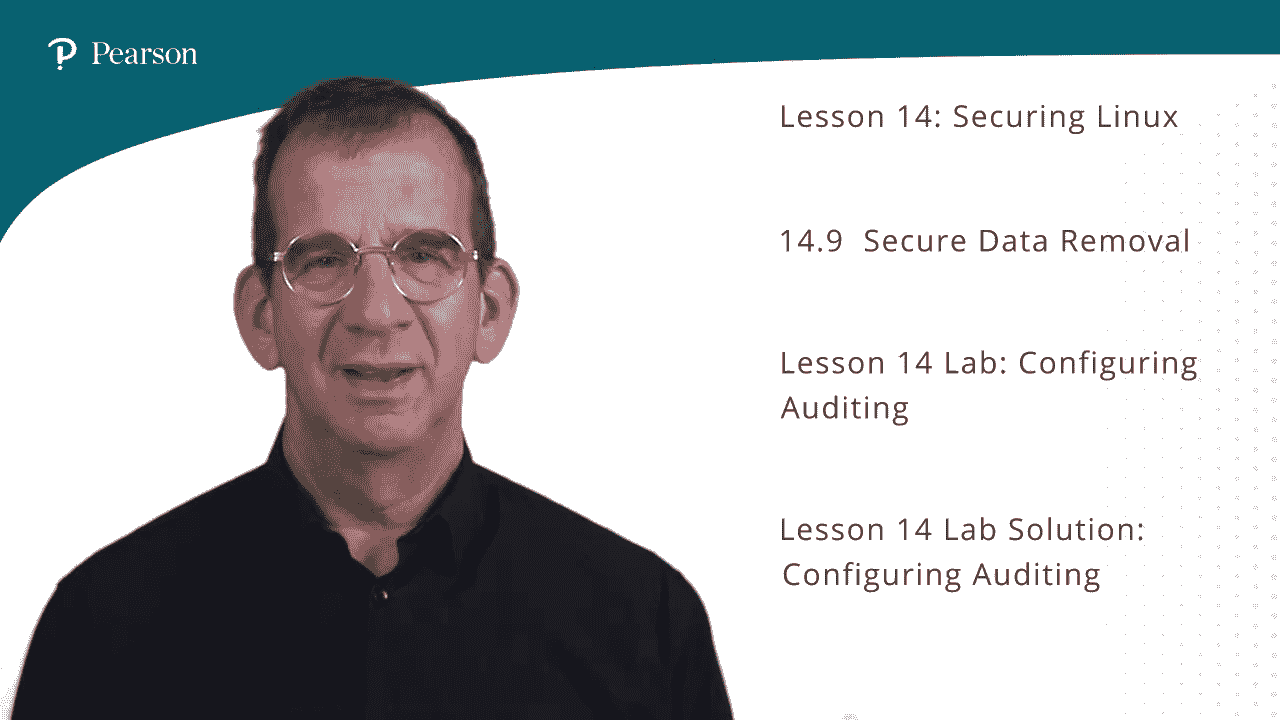 Pearson
Lesson 14: Securing Linux
14.9 Secure Data Removal
Lesson 14 Lab: Configuring
Auditing
Lesson 14 Lab Solution:
Configuring Auditing